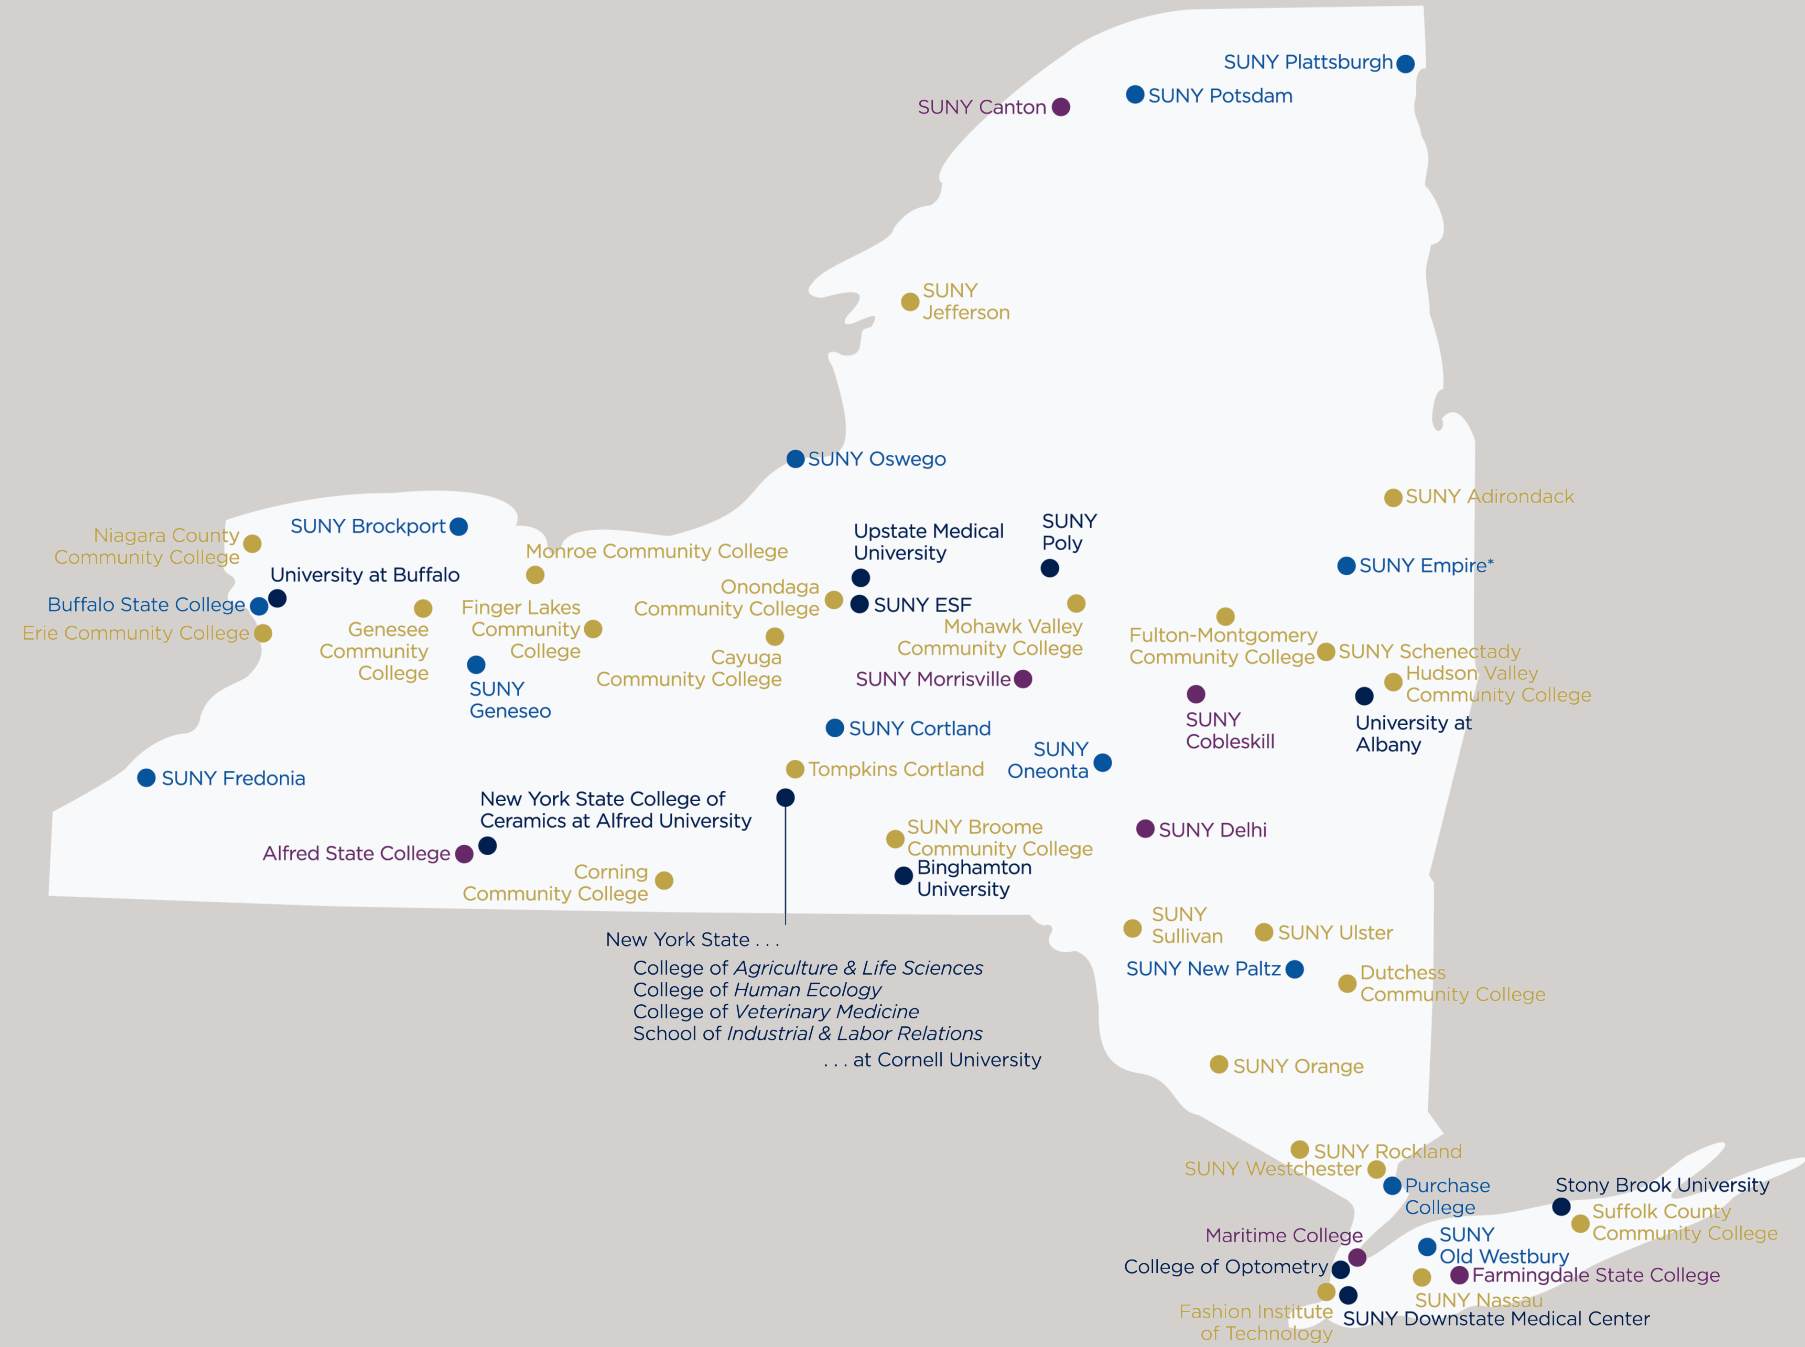 SUNY Plattsburgh
SUNY Potsdam
SUNY Canton
SUNY
Jefferson
SUNY Oswego
SUNY Adirondack
Niagara County
Community College
SUNY Brockport
Monroe Community College
Upstate Medical
University
SUNY
Poly
SUNY Empire*
University at Buffalo
Buffalo State College
Erie Community College
Genesee
Community
College
Finger Lakes
Community
College
Onondaga
Community College
SUNY ESF
Mohawk Valley
Community College
Fulton-Montgomery
Community College
SUNY Schenectady
Hudson Valley
Community College
Cayuga
Community College
SUNY Morrisville
SUNY
Geneseo
SUNY
Cobleskill
University at
Albany
SUNY Cortland
SUNY
Oneonta
SUNY Fredonia
Tompkins Cortland
New York State College of
Ceramics at Alfred University
Alfred State College
SUNY Broome
Community College
SUNY Delhi
Corning
Community College
Binghamton
University
New York State . . .
College of Agriculture & Life Sciences
College of Human Ecology
College of Veterinary Medicine
School of Industrial & Labor Relations
. . . at Cornell University
SUNY
Sullivan
SUNY Ulster
SUNY New Paltz
Dutchess
Community College
SUNY Orange
SUNY Rockland
SUNY Westchester
Purchase
College
Stony Brook University
Suffolk County
Community College
Maritime College
SUNY
Old Westbury
College of Optometry
Farmingdale State College
SUNY Nassau
Fashion Institute
of Technology
SUNY Downstate Medical Center